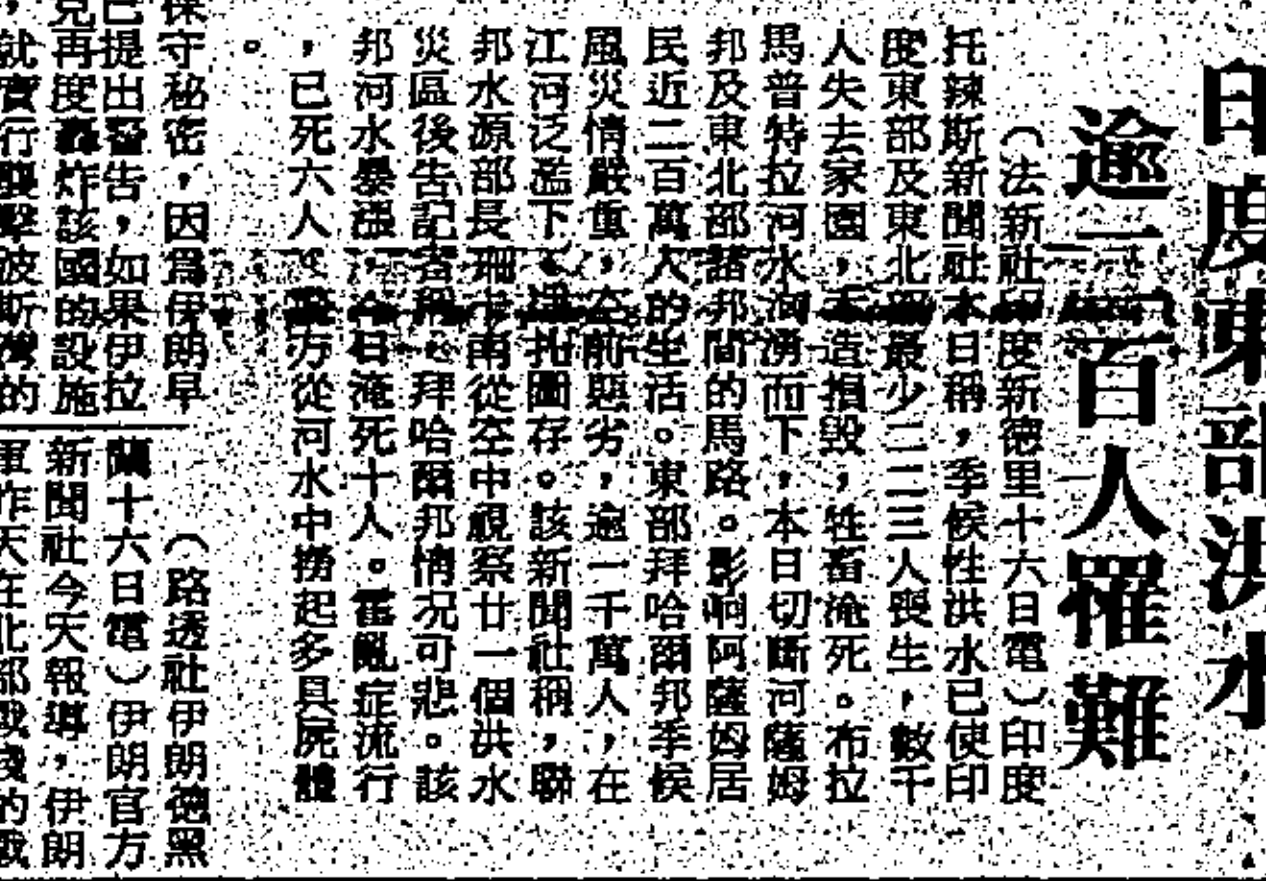 印度東部洪水
逾二百人罹難
（法新社印度新德里十六日電）印度
托辣斯新聞社本日稱，季候性洪水已使印
度東部及東北部最少二二三人喪生，數千
人失去家園，造損毀，牲畜淹死。布拉
馬普特拉河水洶湧而下，本日切斷河薩姆
邦及東北部諸邦間的馬路。影响阿薩姆居
民近二百萬人的生活。東部拜哈爾邦季候
風災情嚴重，空前惡劣，逾一千萬人，在
江河泛濫下，掙扎圖存。該新聞社稱，聯
邦水源部長珊卡蘭從空中視察廿一個洪水
災區後告記者稱，拜哈爾邦情況可悲。該
邦河水暴漲，今日淹死十人。霍亂症流行
，已死六人。警方從河水中撈起多具屍體
。
保守秘密，因爲伊朗早
已提出警告，如果伊拉
克再度轟炸該國的設施
，就實行襲擊波斯灣的
（路透社伊朗德黑
蘭十六日電）伊朗官方
新聞社今天報導，伊朗
軍昨天在北部戰綫的戰